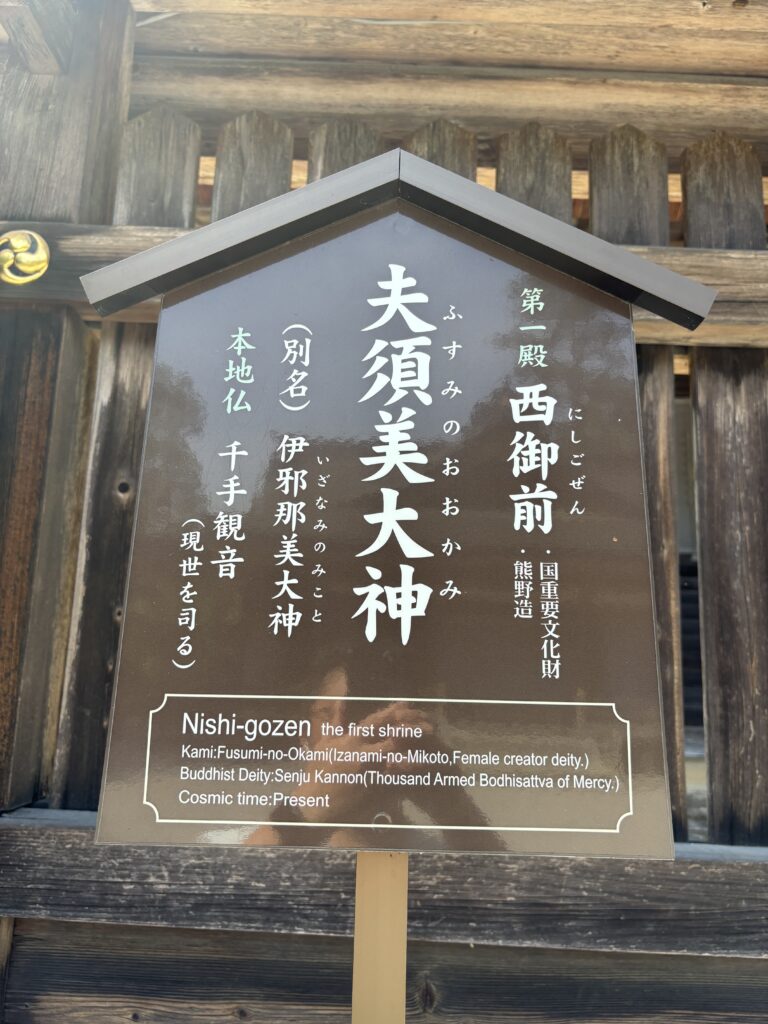 第一殿 西御前 ・国重要文化財
・熊野造
にしごぜん
夫須美大神
ふすみのおおかみ
(別名) 伊邪那美大神
いざなみのみこと
本地仏 千手観音
(現世を司る)
Nishi-gozen the first shrine
Kami:Fusumi-no-Okami(Izanami-no-Mikoto,Female creator deity.)
Buddhist Deity:Senju Kannon(Thousand Armed Bodhisattva of Mercy.)
Cosmic time:Present